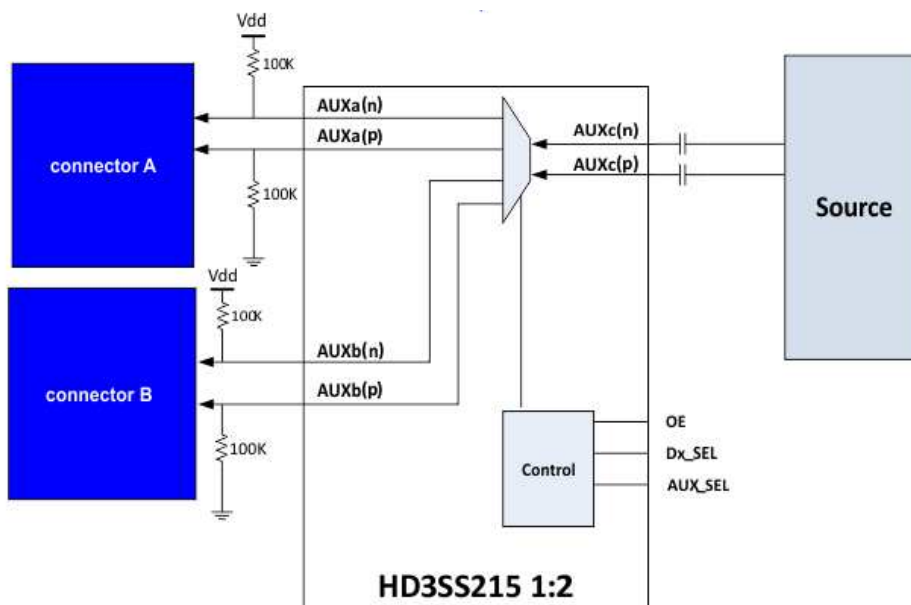 Vdd
100K
AUXa(n)
AUXa(p)
AUXc(n)
AUXc(p)
connector A
100K
Source
Vdd
100K
AUXb(n)
connector B
AUXb(p)
100K
OE
Dx_SEL
Control
AUX_SEL
HD3SS215 1:2